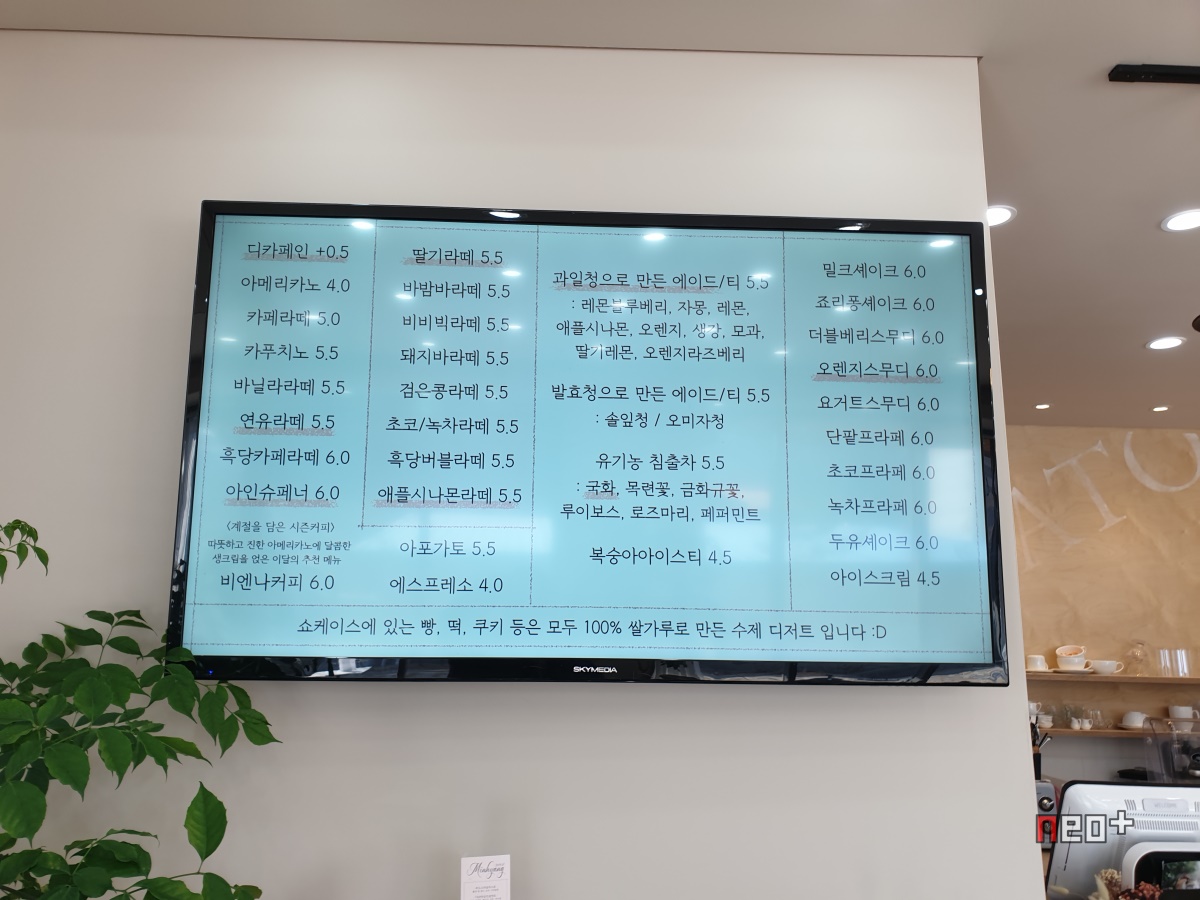 디카페인 +0.5
아메리카노 4.0
카페라떼 5.0
카푸치노 5.5
바닐라라떼 5.5
연유라떼 5.5
흑당카페라떼 6.0
아인슈페너 6.0
<계절을 담은 시즌커피>
따뜻하고 진한 아메리카노에 달콤한
생크림을 얹은 이달의 추천 메뉴
비엔나커피 6.0
딸기라떼 5.5
바밤바라떼 5.5
비비빅라떼 5.5
돼지바라떼 5.5
검은콩라떼 5.5
초코/녹차라떼 5.5
흑당버블라떼 5.5
애플시나몬라떼 5.5
아포가토 5.5
에스프레소 4.0
과일청으로 만든 에이드/티 5.5
: 레몬블루베리, 자몽, 레몬,
애플시나몬, 오렌지, 생강, 모과,
딸기레몬, 오렌지라즈베리
발효청으로 만든 에이드/티 5.5
: 솔잎청 / 오미자청
유기농 침출차 5.5
: 국화, 목련꽃, 금화규꽃,
루이보스, 로즈마리, 페퍼민트
복숭아아이스티 4.5
밀크셰이크 6.0
죠리퐁셰이크 6.0
더블베리스무디 6.0
오렌지스무디 6.0
요거트스무디 6.0
단팥프라페 6.0
초코프라페 6.0
녹차프라페 6.0
두유셰이크 6.0
아이스크림 4.5
쇼케이스에 있는 빵, 떡, 쿠키 등은 모두 100% 쌀가루로 만든 수제 디저트 입니다 :D
SKYMEDIA
neo+